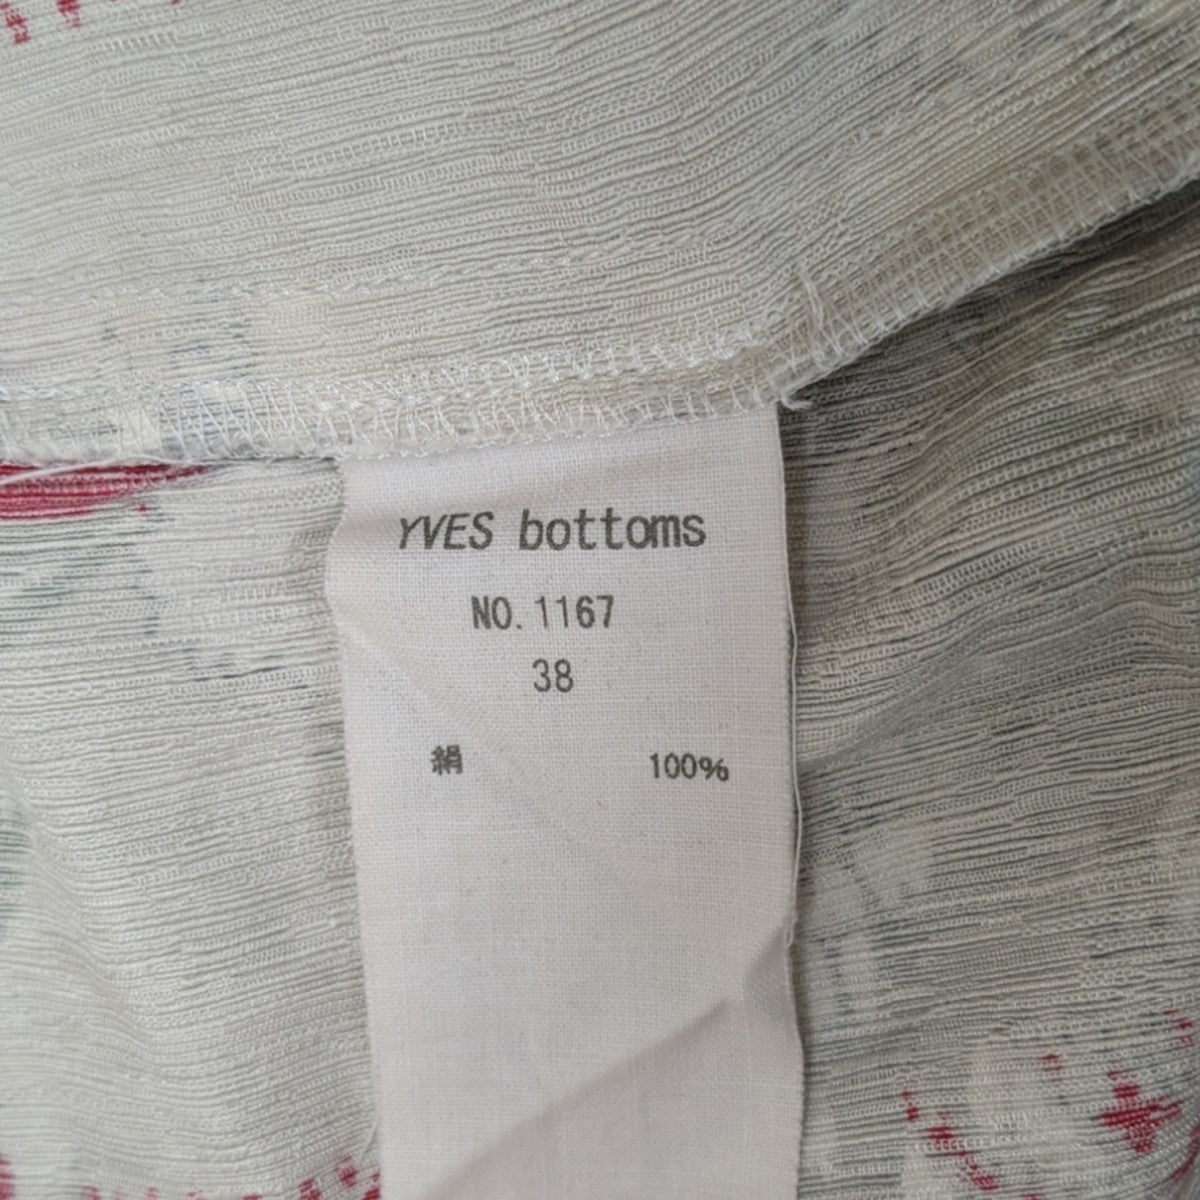 YVES bottoms
NO. 1167
38
絹 100%